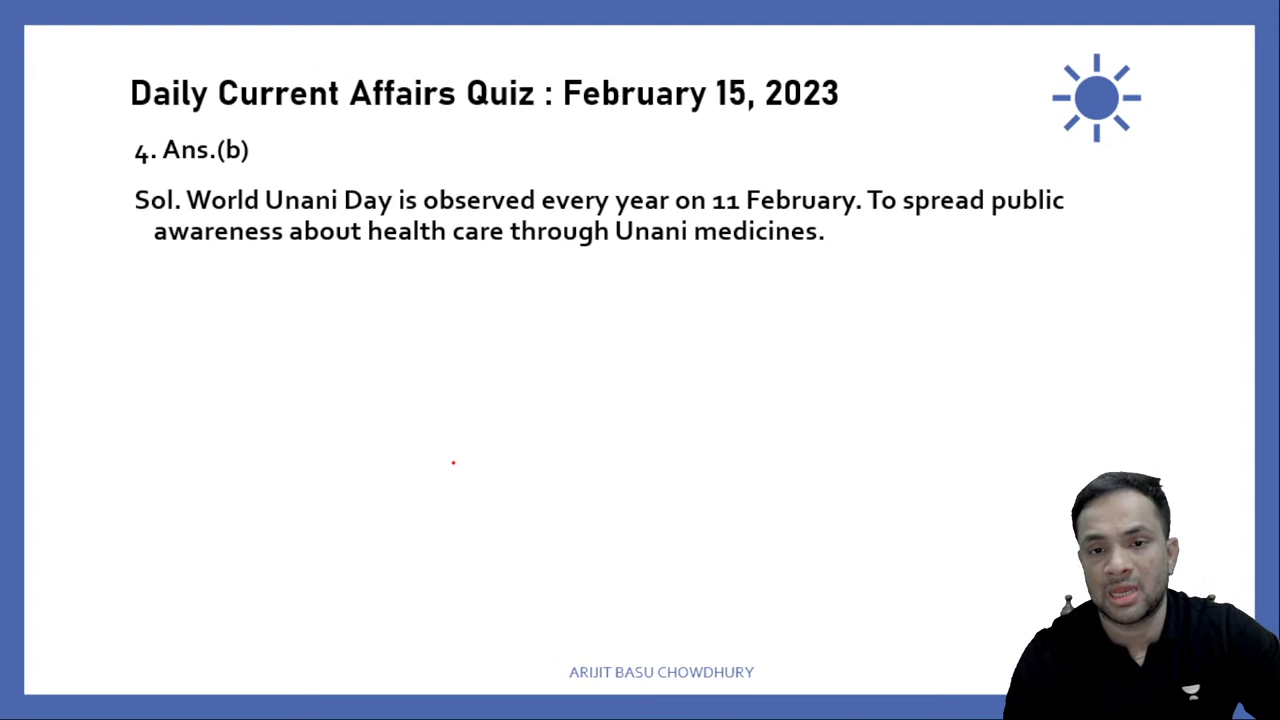 Daily Current Affairs Quiz : February 15, 2023
4. Ans.(b)
Sol. World Unani Day is observed every year on 11 February. To spread public
awareness about health care through Unani medicines.
ARIJIT BASU CHOWDHURY